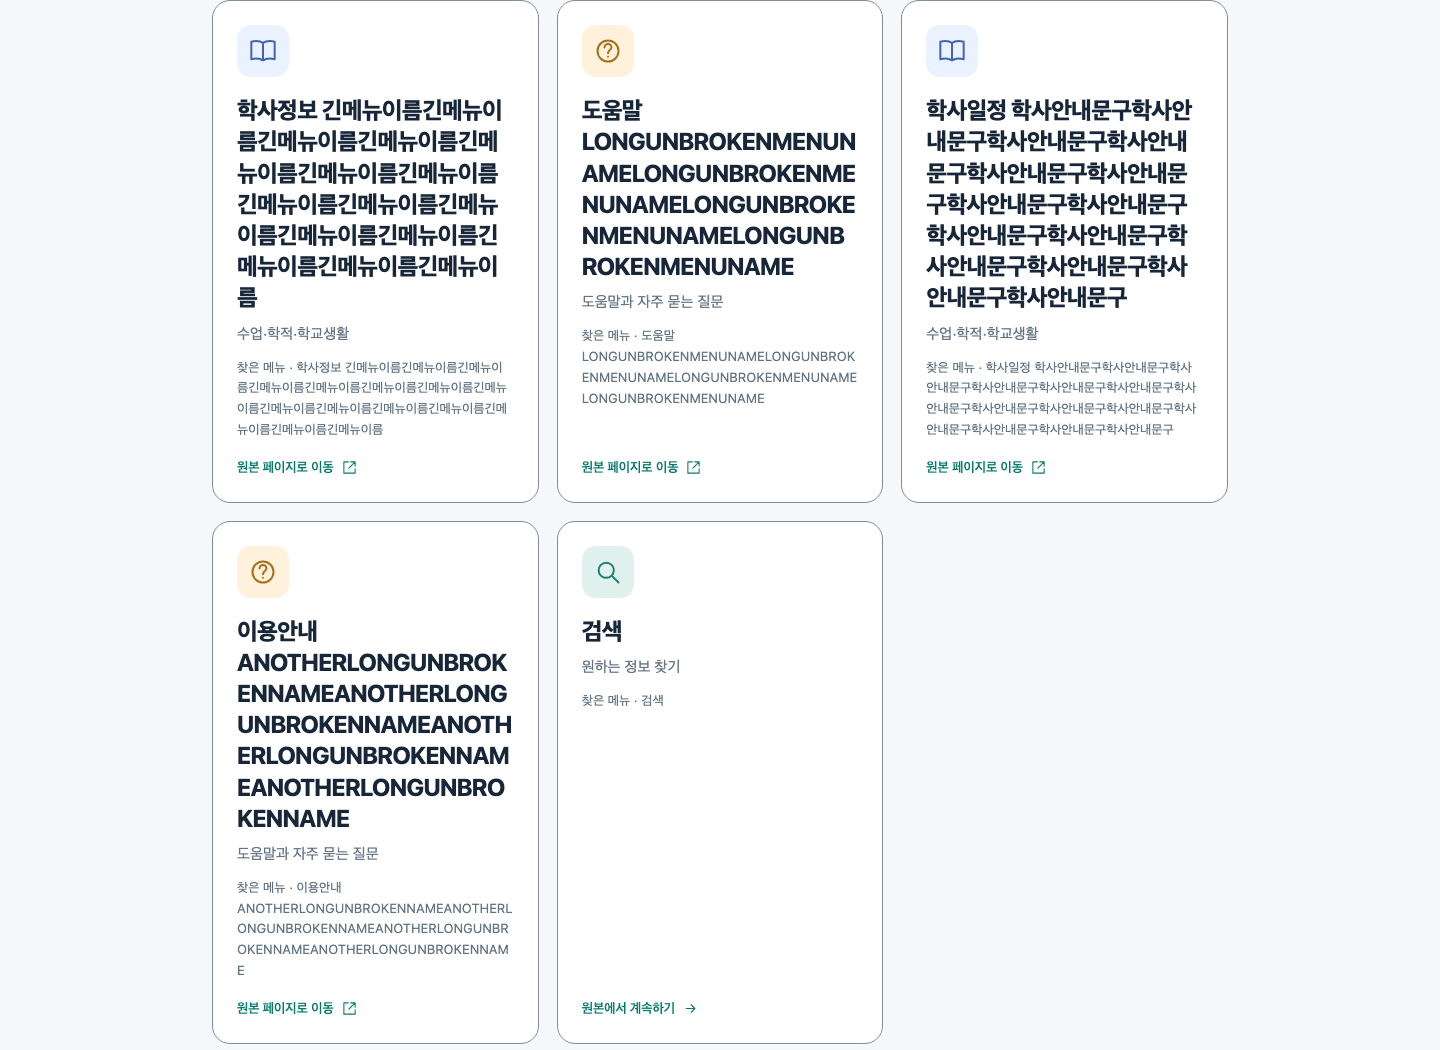 학사정보 긴메뉴이름긴메뉴이
름긴메뉴이름긴메뉴이름긴메
뉴이름긴메뉴이름긴메뉴이름
긴메뉴이름긴메뉴이름긴메뉴
이름긴메뉴이름긴메뉴이름긴
메뉴이름긴메뉴이름긴메뉴이
름
수업·학적·학교생활
찾은 메뉴 · 학사정보 긴메뉴이름긴메뉴이름긴메뉴이
름긴메뉴이름긴메뉴이름긴메뉴이름긴메뉴이름긴메뉴
이름긴메뉴이름긴메뉴이름긴메뉴이름긴메뉴이름긴메
뉴이름긴메뉴이름긴메뉴이름
원본 페이지로 이동
도움말
LONGUNBROKENMENUN
AMELONGUNBROKENME
NUNAMELONGUNBROKE
NMENUNAMELONGUNB
ROKENMENUNAME
도움말과 자주 묻는 질문
찾은 메뉴 · 도움말
LONGUNBROKENMENUNAMELONGUNBROK
ENMENUNAMELONGUNBROKENMENUNAME
LONGUNBROKENMENUNAME
원본 페이지로 이동
학사일정 학사안내문구학사안
내문구학사안내문구학사안내
문구학사안내문구학사안내문
구학사안내문구학사안내문구
학사안내문구학사안내문구학
사안내문구학사안내문구학사
안내문구학사안내문구
수업·학적·학교생활
찾은 메뉴 · 학사일정 학사안내문구학사안내문구학사
안내문구학사안내문구학사안내문구학사안내문구학사
안내문구학사안내문구학사안내문구학사안내문구학사
안내문구학사안내문구학사안내문구학사안내문구
원본 페이지로 이동
이용안내
ANOTHERLONGUNBROK
ENNAMEANOTHERLONG
UNBROKENNAMEANOTH
ERLONGUNBROKENNAM
EANOTHERLONGUNBRO
KENNAME
도움말과 자주 묻는 질문
찾은 메뉴 · 이용안내
ANOTHERLONGUNBROKENNAMEANOTHERL
ONGUNBROKENNAMEANOTHERLONGUNBR
OKENNAMEANOTHERLONGUNBROKENNAM
E
원본 페이지로 이동
검색
원하는 정보 찾기
찾은 메뉴 · 검색
원본에서 계속하기